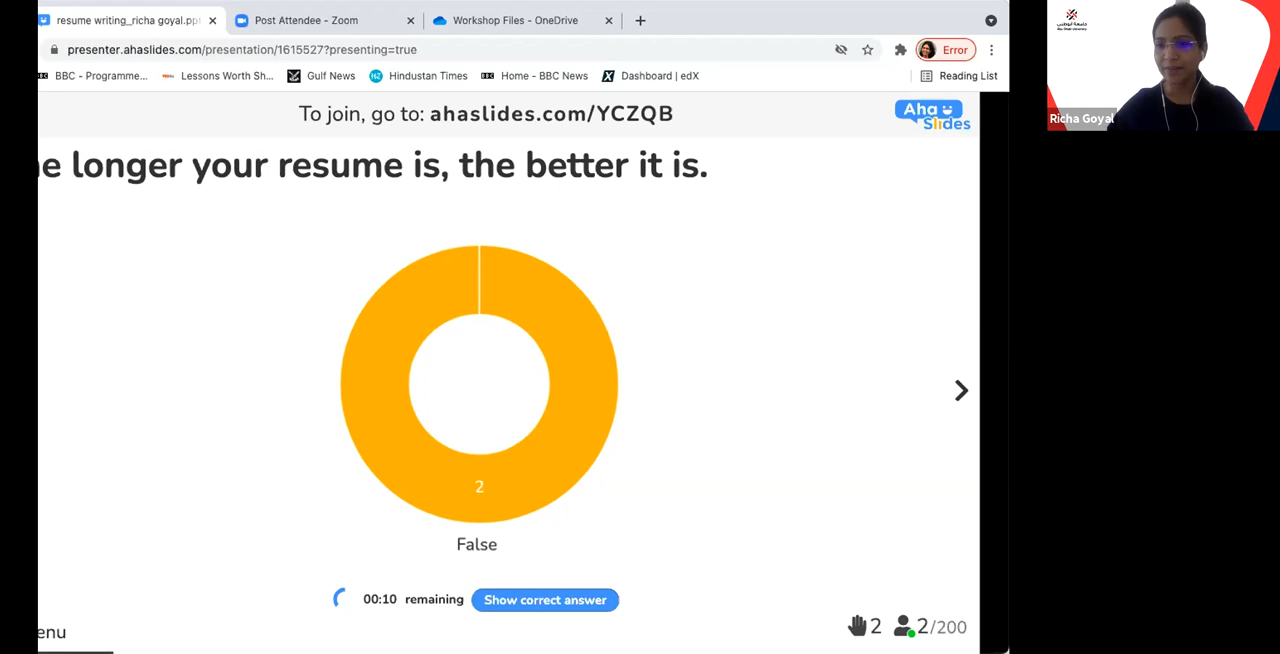 resume writing_richa goyal.pp
Post Attendee - Zoom
Workshop Files - OneDrive
presenter.ahaslides.com/presentation/1615527?presenting=true
Error
BBC - Programme...
Lessons Worth Sh...
Gulf News
Hindustan Times
Home - BBC News
Dashboard | edX
Reading List
To join, go to: ahaslides.com/YCZQB
Aha
Slides
e longer your resume is, the better it is.
2
False
00:10 remaining
Show correct answer
enu
2
2/200
Richa Goyal